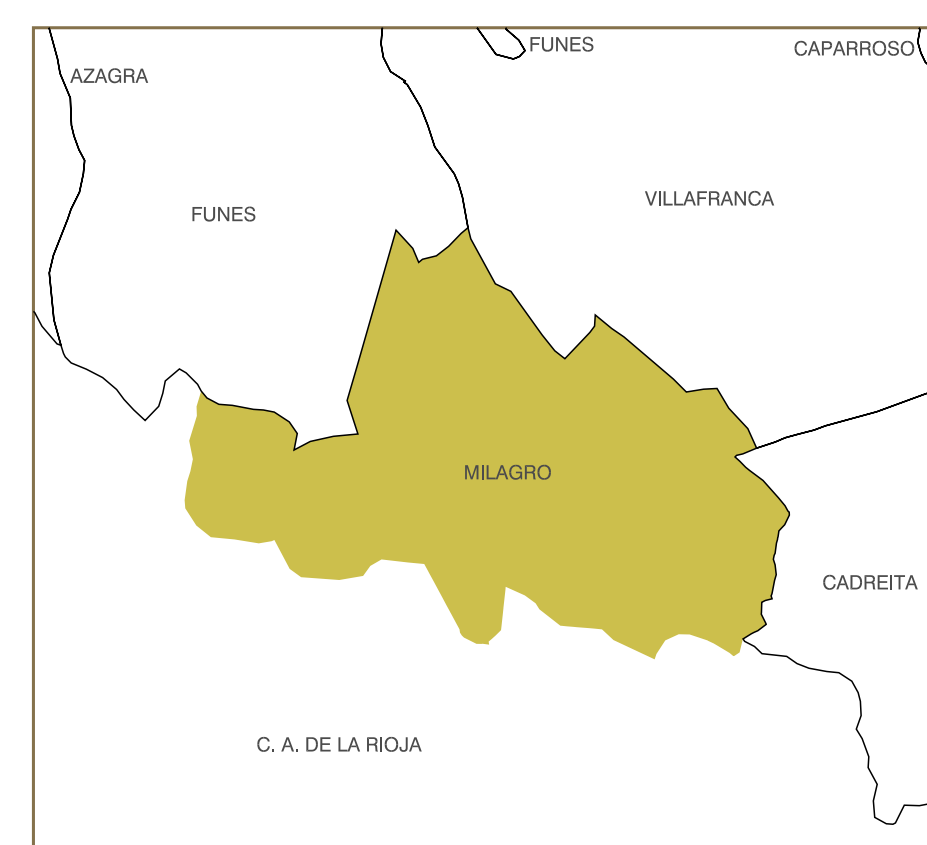 FUNES
CAPARROSO
AZAGRA
VILLAFRANCA
FUNES
MILAGRO
CADREITA
C. A. DE LA RIOJA